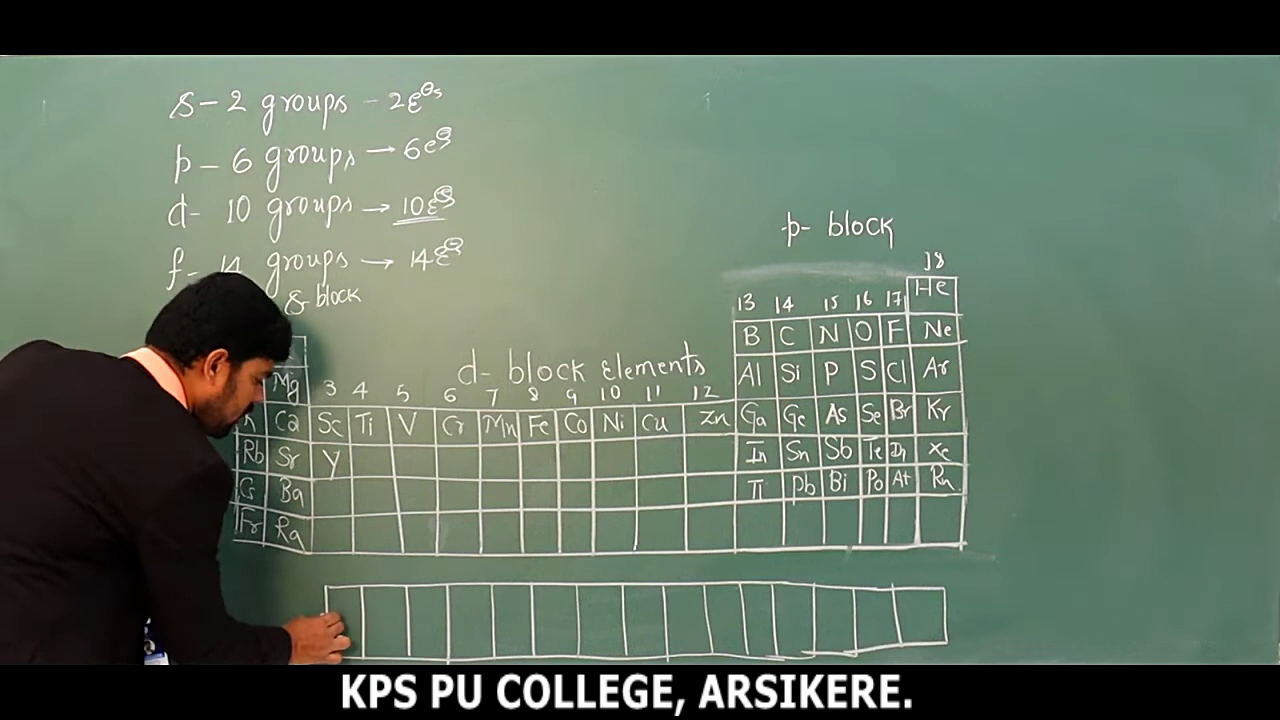 s - 2 groups - 2e⊖s
p - 6 groups → 6e⊖s
d - 10 groups → 10e⊖s
f - 14 groups → 14e⊖s
s-block
p- block
18
13 14 15 16 17 He
B C N O F Ne
d- block Elements
Mg 3 4 5 6 7 8 9 10 11 12 Al Si P S Cl Ar
K Ca Sc Ti V Cr Mn Fe Co Ni Cu Zn Ga Ge As Se Br Kr
Rb Sr Y In Sn Sb Te Xe
Cs Ba Tl Pb Bi Po At Rn
Fr Ra
KPS PU COLLEGE, ARSIKERE.